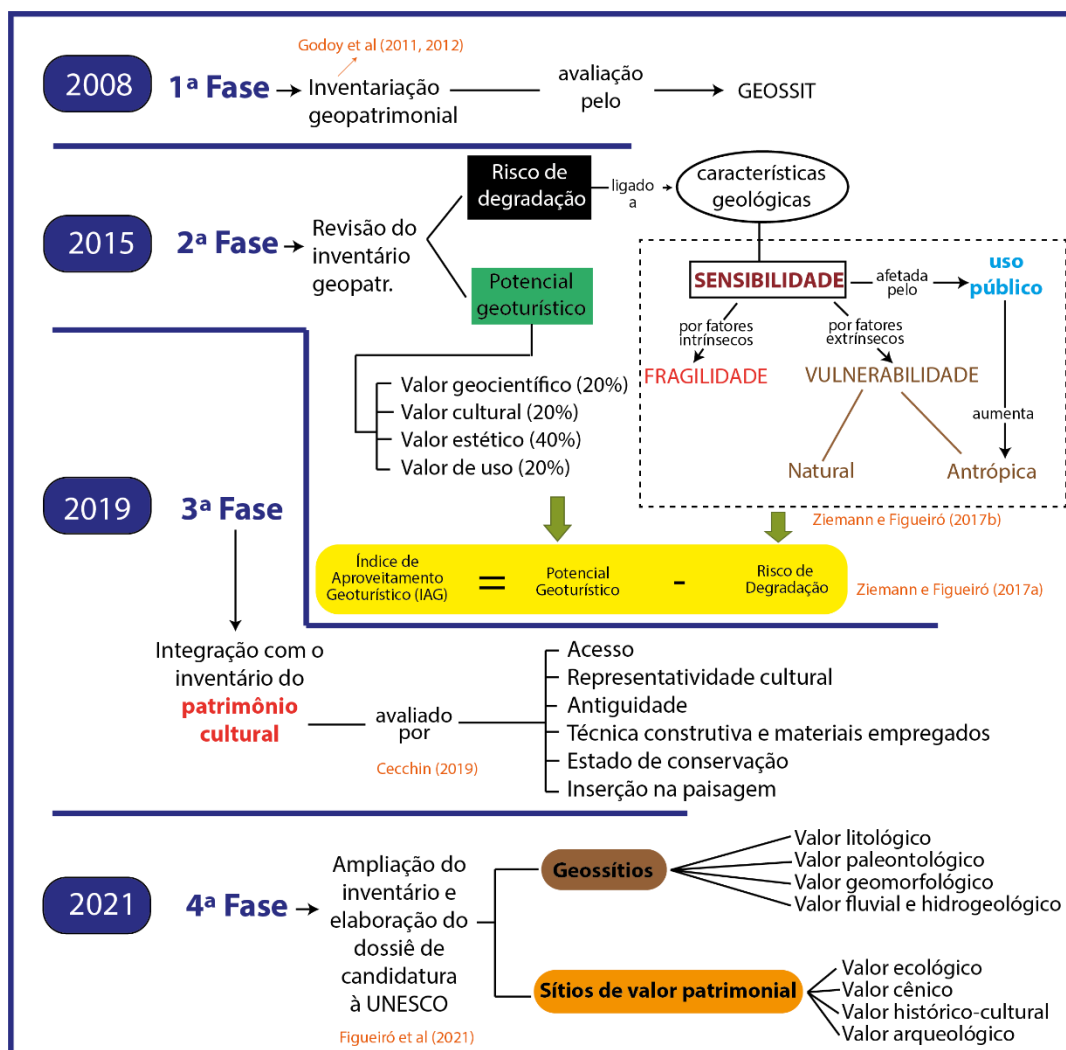 Godoy et al (2011, 2012)
2008
1ª Fase
Inventariação
geopatrimonial
avaliação
pelo
GEOSSIT
2015
2ª Fase
Revisão do
inventário
geopatr.
Risco de
degradação
ligado
a
características
geológicas
Potencial
geoturístico
SENSIBILIDADE
afetada
pelo
uso
público
por fatores
intrínsecos
por fatores
extrínsecos
FRAGILIDADE
VULNERABILIDADE
aumenta
Natural
Antrópica
Ziemann e Figueiró (2017b)
Valor geocientífico (20%)
Valor cultural (20%)
Valor estético (40%)
Valor de uso (20%)
Índice de
Aproveitamento
Geoturístico (IAG)
=
Potencial
Geoturístico
-
Risco de
Degradação
Ziemann e Figueiró (2017a)
2019
3ª Fase
Integração com o
inventário do
patrimônio
cultural
avaliado
por
Cecchin (2019)
Acesso
Representatividade cultural
Antiguidade
Técnica construtiva e materiais empregados
Estado de conservação
Inserção na paisagem
2021
4ª Fase
Ampliação do
inventário e
elaboração do
dossiê de
candidatura
à UNESCO
Figueiró et al (2021)
Geossítios
Valor litológico
Valor paleontológico
Valor geomorfológico
Valor fluvial e hidrogeológico
Sítios de valor patrimonial
Valor ecológico
Valor cênico
Valor histórico-cultural
Valor arqueológico